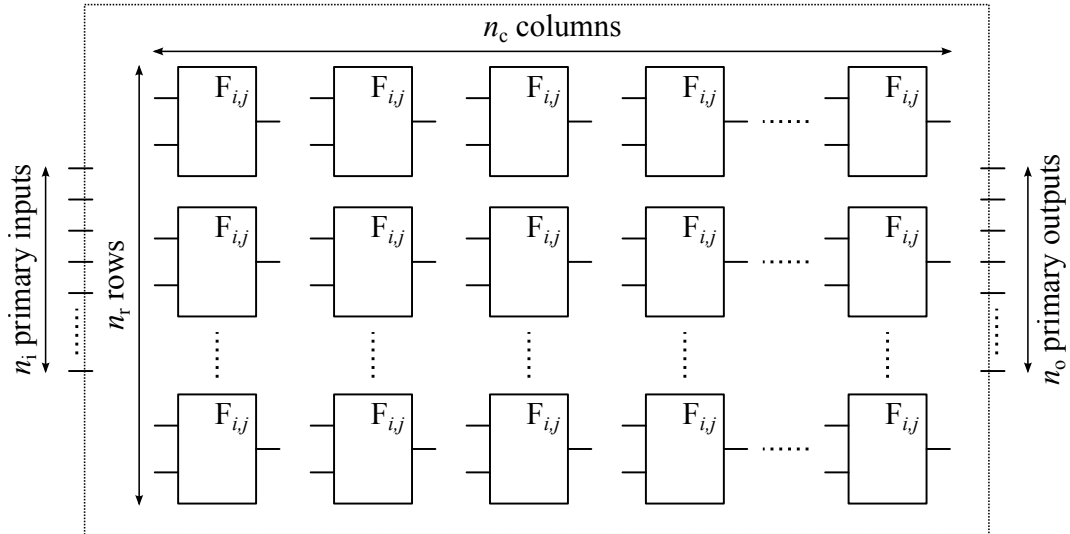 n_c columns
F_{i,j} F_{i,j} F_{i,j} F_{i,j} F_{i,j}
n_i primary inputs
n_r rows
F_{i,j} F_{i,j} F_{i,j} F_{i,j} F_{i,j}
n_o primary outputs
F_{i,j} F_{i,j} F_{i,j} F_{i,j} F_{i,j}